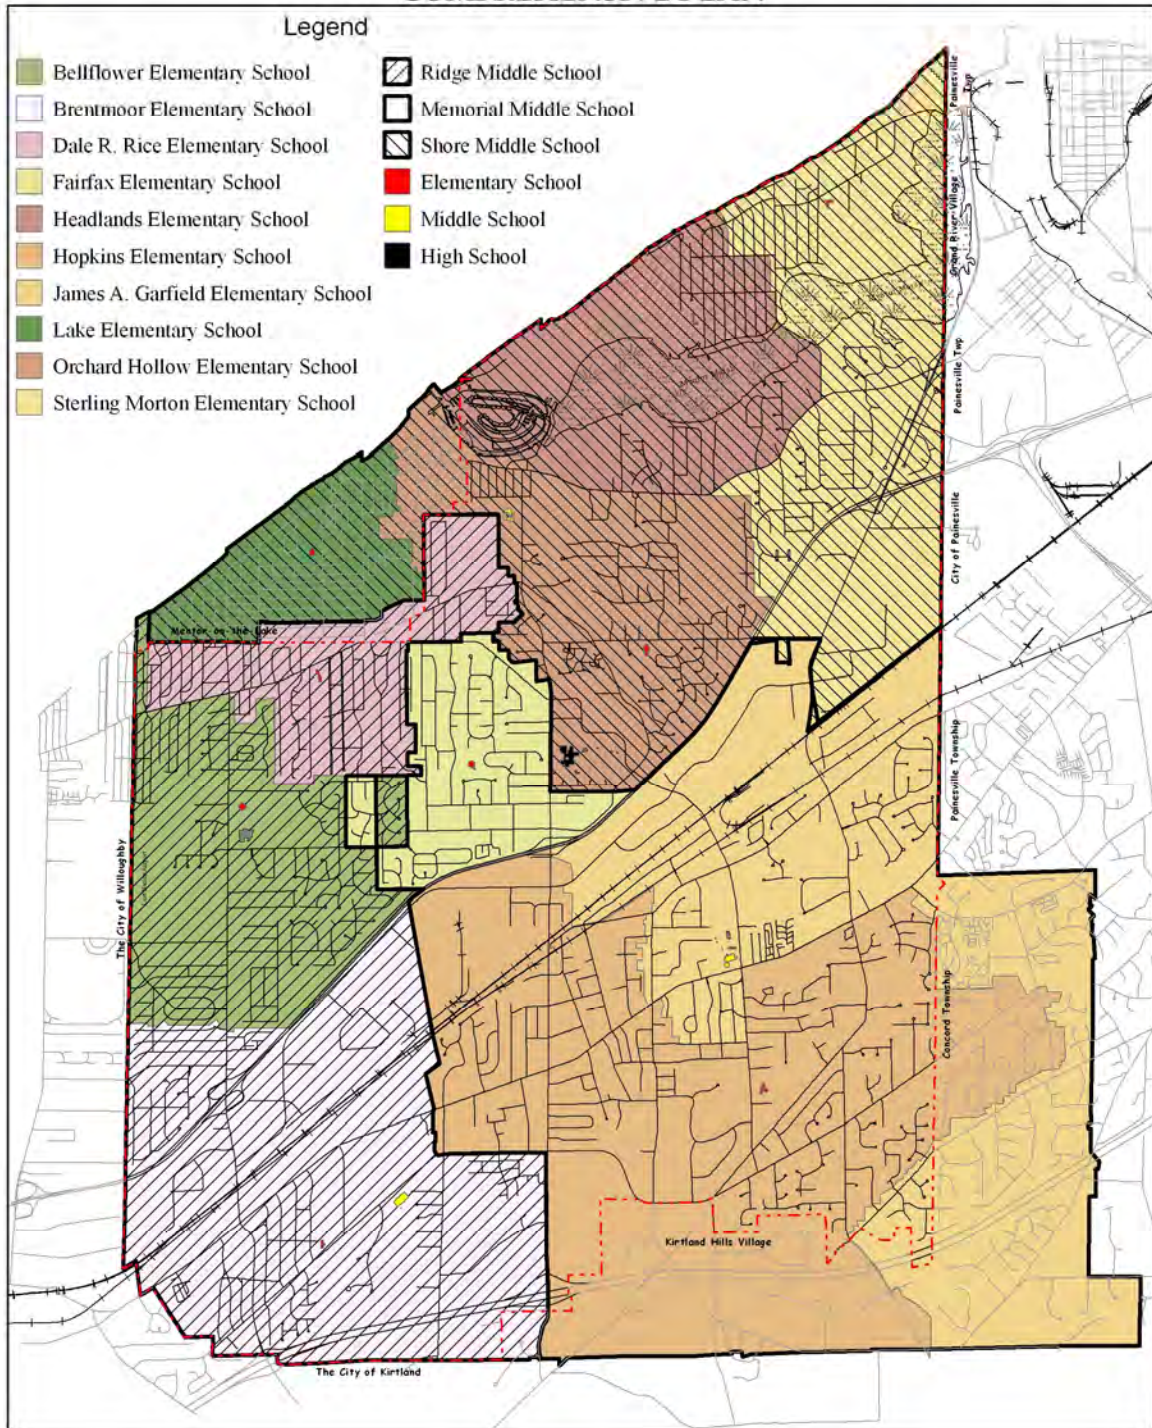 Legend
Bellflower Elementary School
Brentmoor Elementary School
Dale R. Rice Elementary School
Fairfax Elementary School
Headlands Elementary School
Hopkins Elementary School
James A. Garfield Elementary School
Lake Elementary School
Orchard Hollow Elementary School
Sterling Morton Elementary School
Ridge Middle School
Memorial Middle School
Shore Middle School
Elementary School
Middle School
High School
Painesville
Twp
Grand River Village
Painesville Twp
City of Painesville
Mentor-on-the-Lake
Painesville Township
The City of Willoughby
Concord Township
Kirtland Hills Village
The City of Kirtland